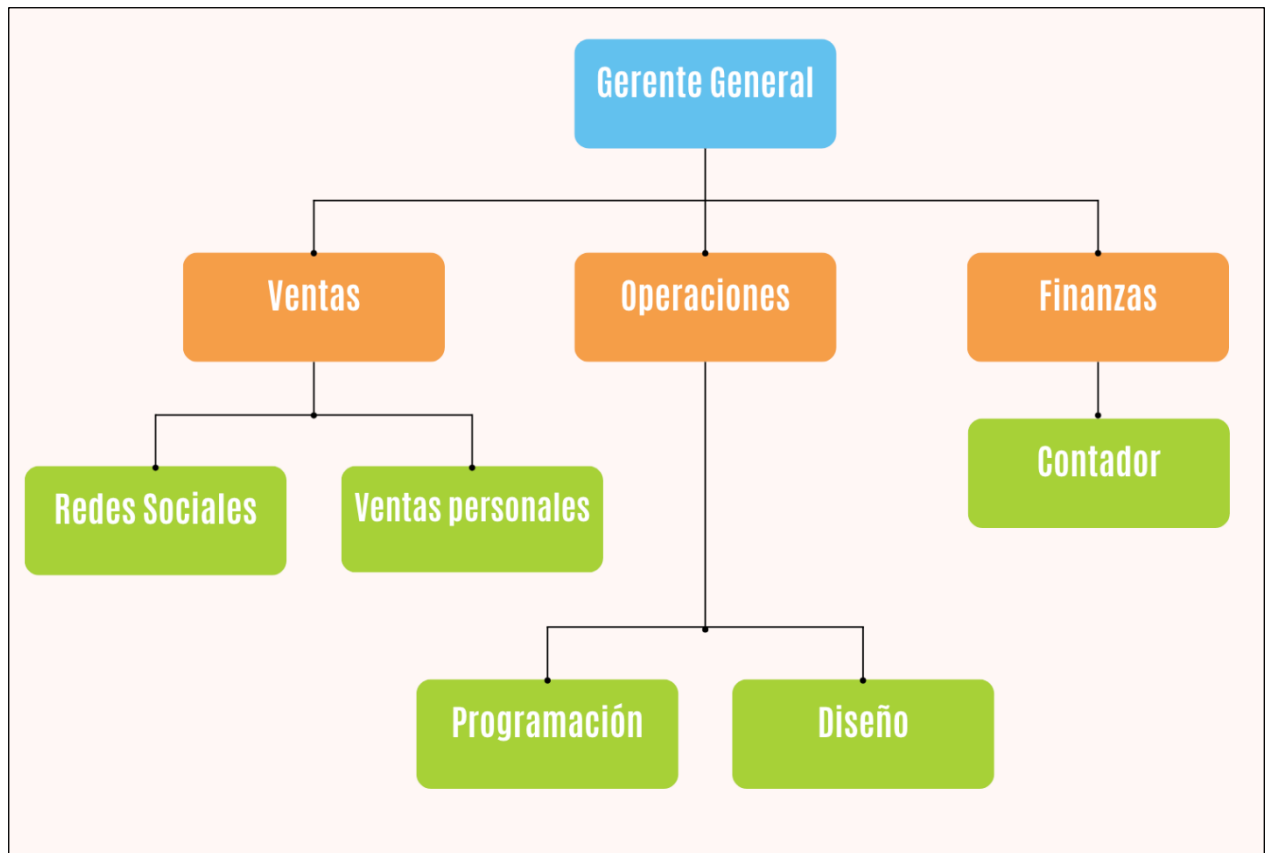 Gerente General
Ventas
Operaciones
Finanzas
Redes Sociales
Ventas personales
Contador
Programación
Diseño